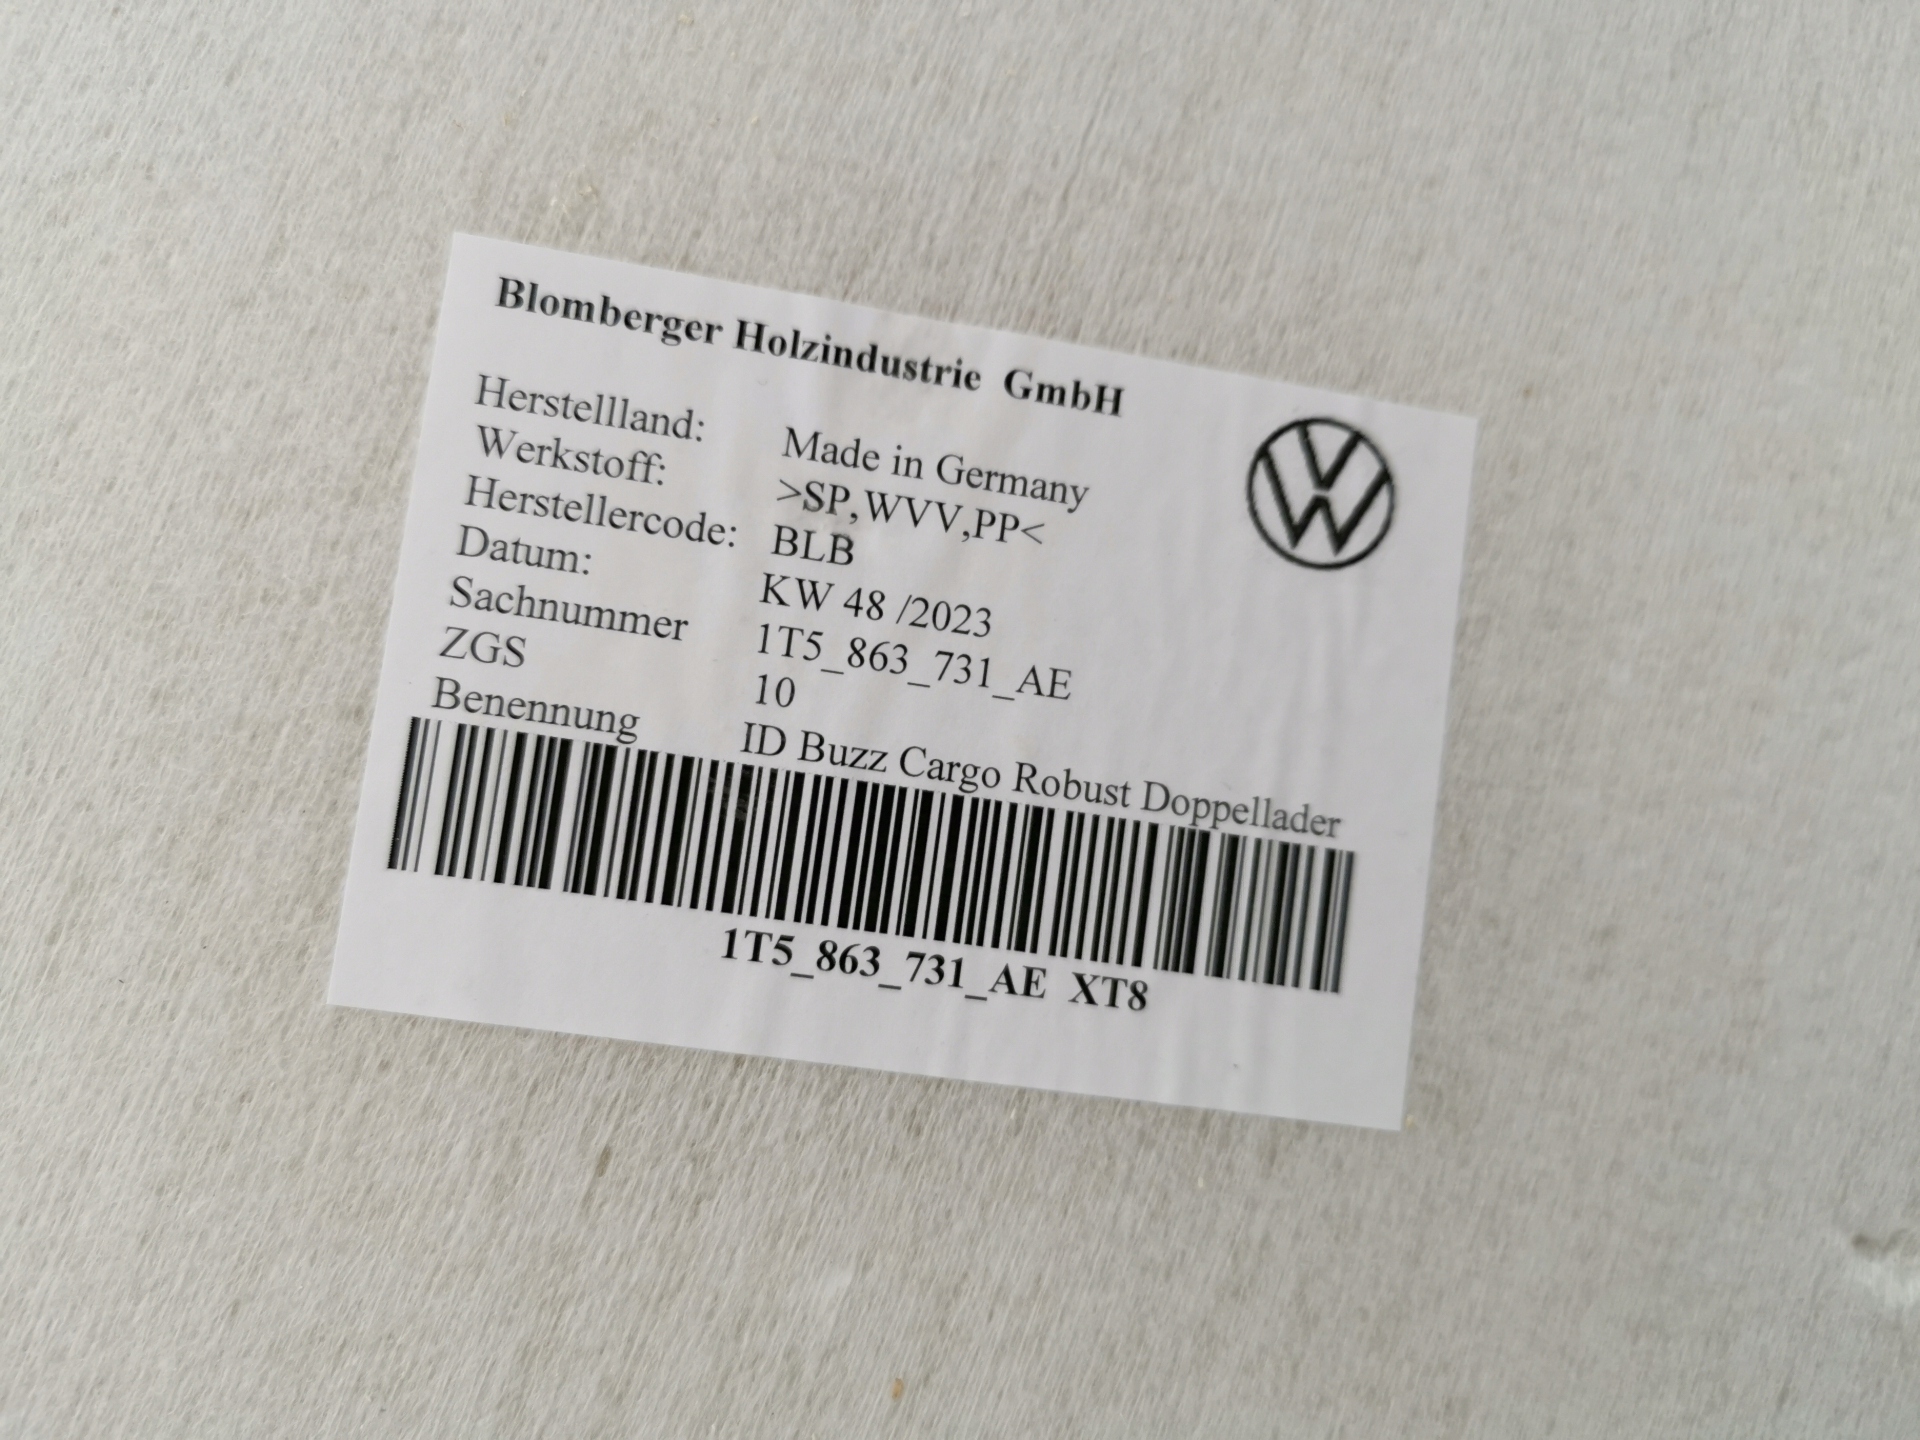 Blomberger Holzindustrie GmbH
Herstellland: Made in Germany
Werkstoff: >SP,WVV,PP<
Herstellercode: BLB
Datum: KW 48 /2023
Sachnummer 1T5_863_731_AE
ZGS 10
Benennung ID Buzz Cargo Robust Doppellader
1T5_863_731_AE XT8